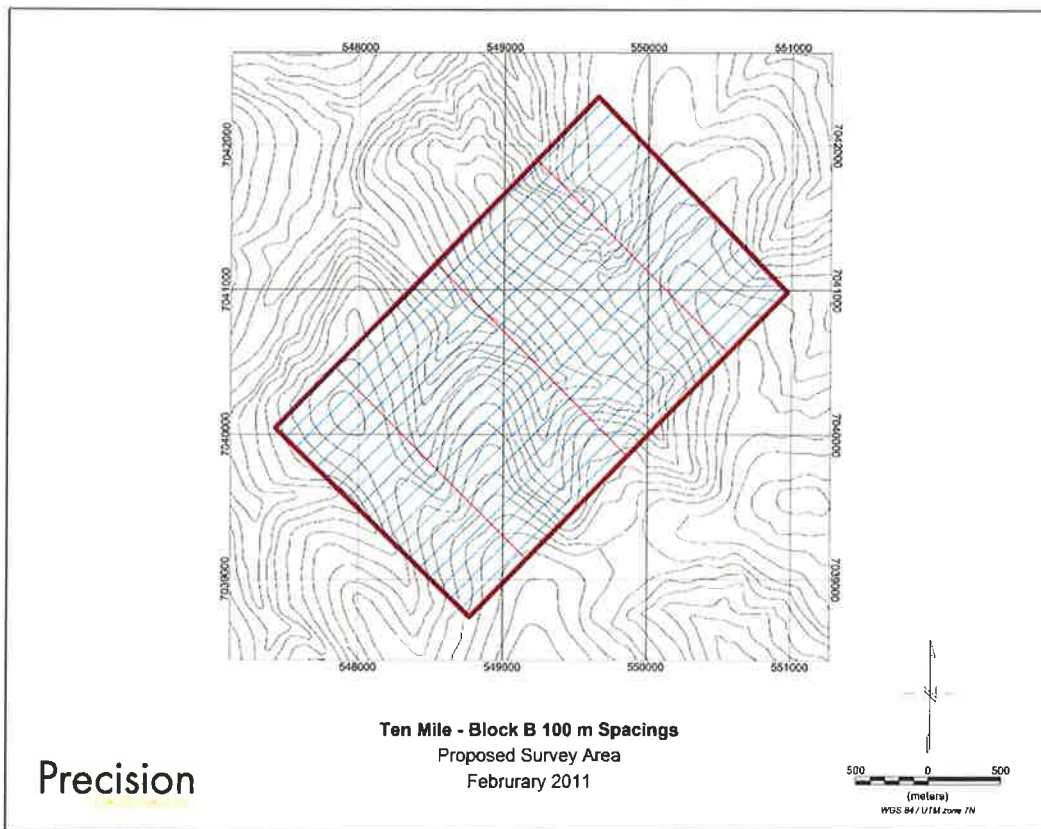 548000 549000 550000 551000
7042000 7042000
7041000 7041000
7040000 7040000
7039000 7039000
548000 549000 550000 551000
Ten Mile - Block B 100 m Spacings
Proposed Survey Area
Februrary 2011
Precision
500 0 500
(meters)
WGS 84 / UTM zone 7N